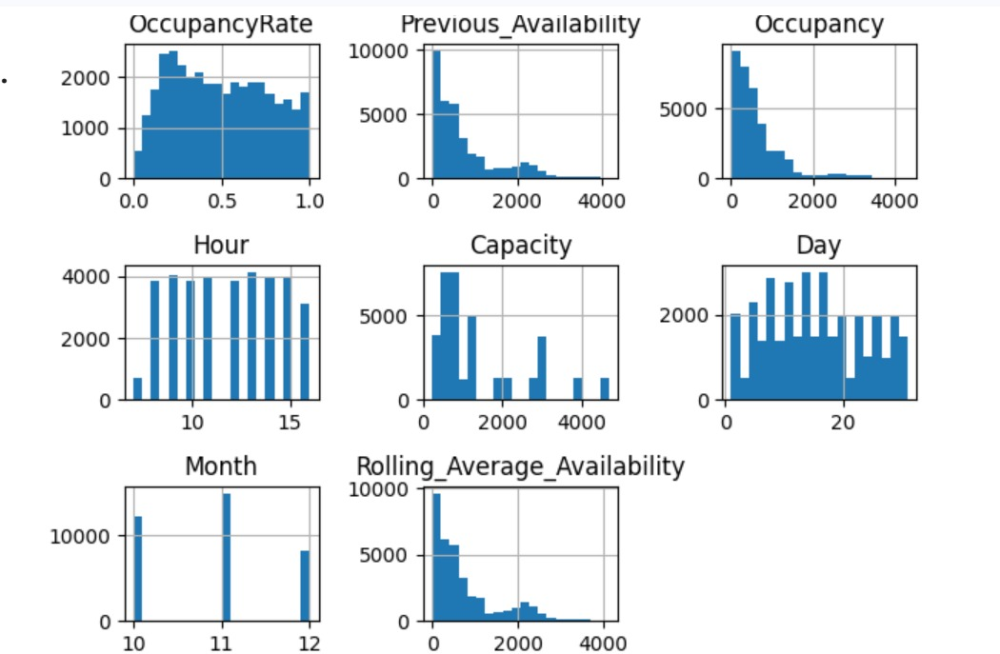 OccupancyRate Previous_Availability Occupancy
2000 1000 0
0.0 0.5 1.0
10000 5000 0
0 2000 4000
5000 0
0 2000 4000
Hour Capacity Day
4000 2000 0
10 15
5000 0
0 2000 4000
2000 0
0 20
Month Rolling_Average_Availability
10000 0
10 11 12
10000 5000 0
0 2000 4000